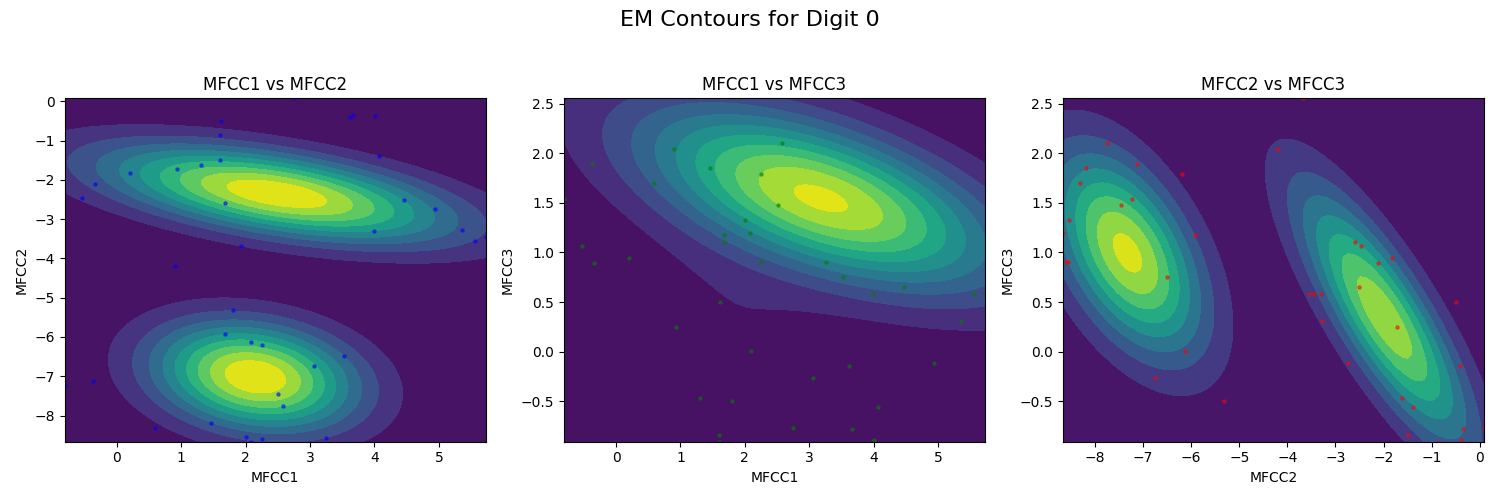 EM Contours for Digit 0
MFCC1 vs MFCC2
0
−1
−2
−3
−4
−5
−6
−7
−8
MFCC2
0 1 2 3 4 5
MFCC1
MFCC1 vs MFCC3
2.5
2.0
1.5
1.0
0.5
0.0
−0.5
MFCC3
0 1 2 3 4 5
MFCC1
MFCC2 vs MFCC3
2.5
2.0
1.5
1.0
0.5
0.0
−0.5
MFCC3
−8 −7 −6 −5 −4 −3 −2 −1 0
MFCC2